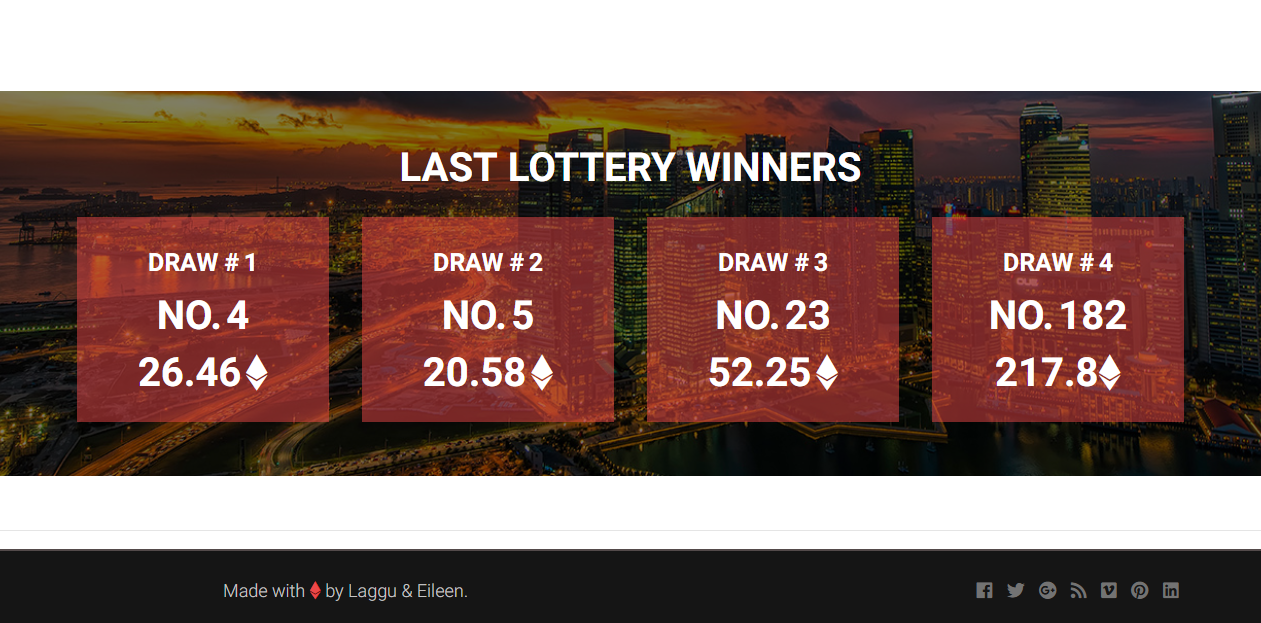 LAST LOTTERY WINNERS
DRAW # 1
NO. 4
26.46
DRAW # 2
NO. 5
20.58
DRAW # 3
NO. 23
52.25
DRAW # 4
NO. 182
217.8
Made with by Laggu & Eileen.